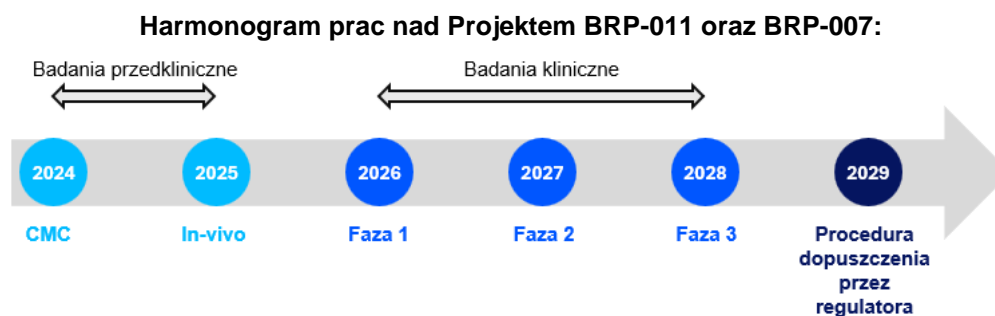 Harmonogram prac nad Projektem BRP-011 oraz BRP-007:
Badania przedkliniczne
Badania kliniczne
2024
2025
2026
2027
2028
2029
CMC
In-vivo
Faza 1
Faza 2
Faza 3
Procedura
dopuszczenia
przez
regulatora